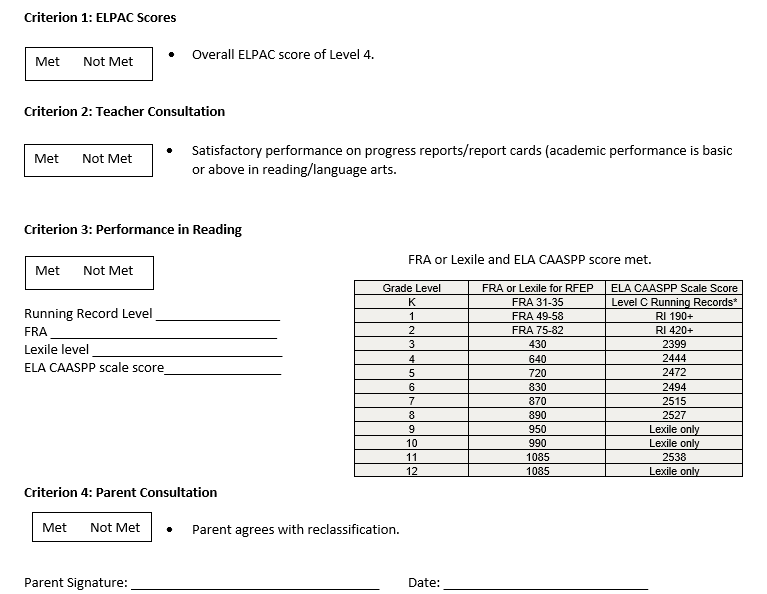 Criterion 1: ELPAC Scores
Met Not Met
• Overall ELPAC score of Level 4.
Criterion 2: Teacher Consultation
Met Not Met
• Satisfactory performance on progress reports/report cards (academic performance is basic
or above in reading/language arts.
Criterion 3: Performance in Reading
Met Not Met
Running Record Level
FRA
Lexile level
ELA CAASPP scale score
FRA or Lexile and ELA CAASPP score met.
Grade Level FRA or Lexile for RFEP ELA CAASPP Scale Score
K FRA 31-35 Level C Running Records*
1 FRA 49-58 RI 190+
2 FRA 75-82 RI 420+
3 430 2399
4 640 2444
5 720 2472
6 830 2494
7 870 2515
8 890 2527
9 950 Lexile only
10 990 Lexile only
11 1085 2538
12 1085 Lexile only
Criterion 4: Parent Consultation
Met Not Met
• Parent agrees with reclassification.
Parent Signature: Date: